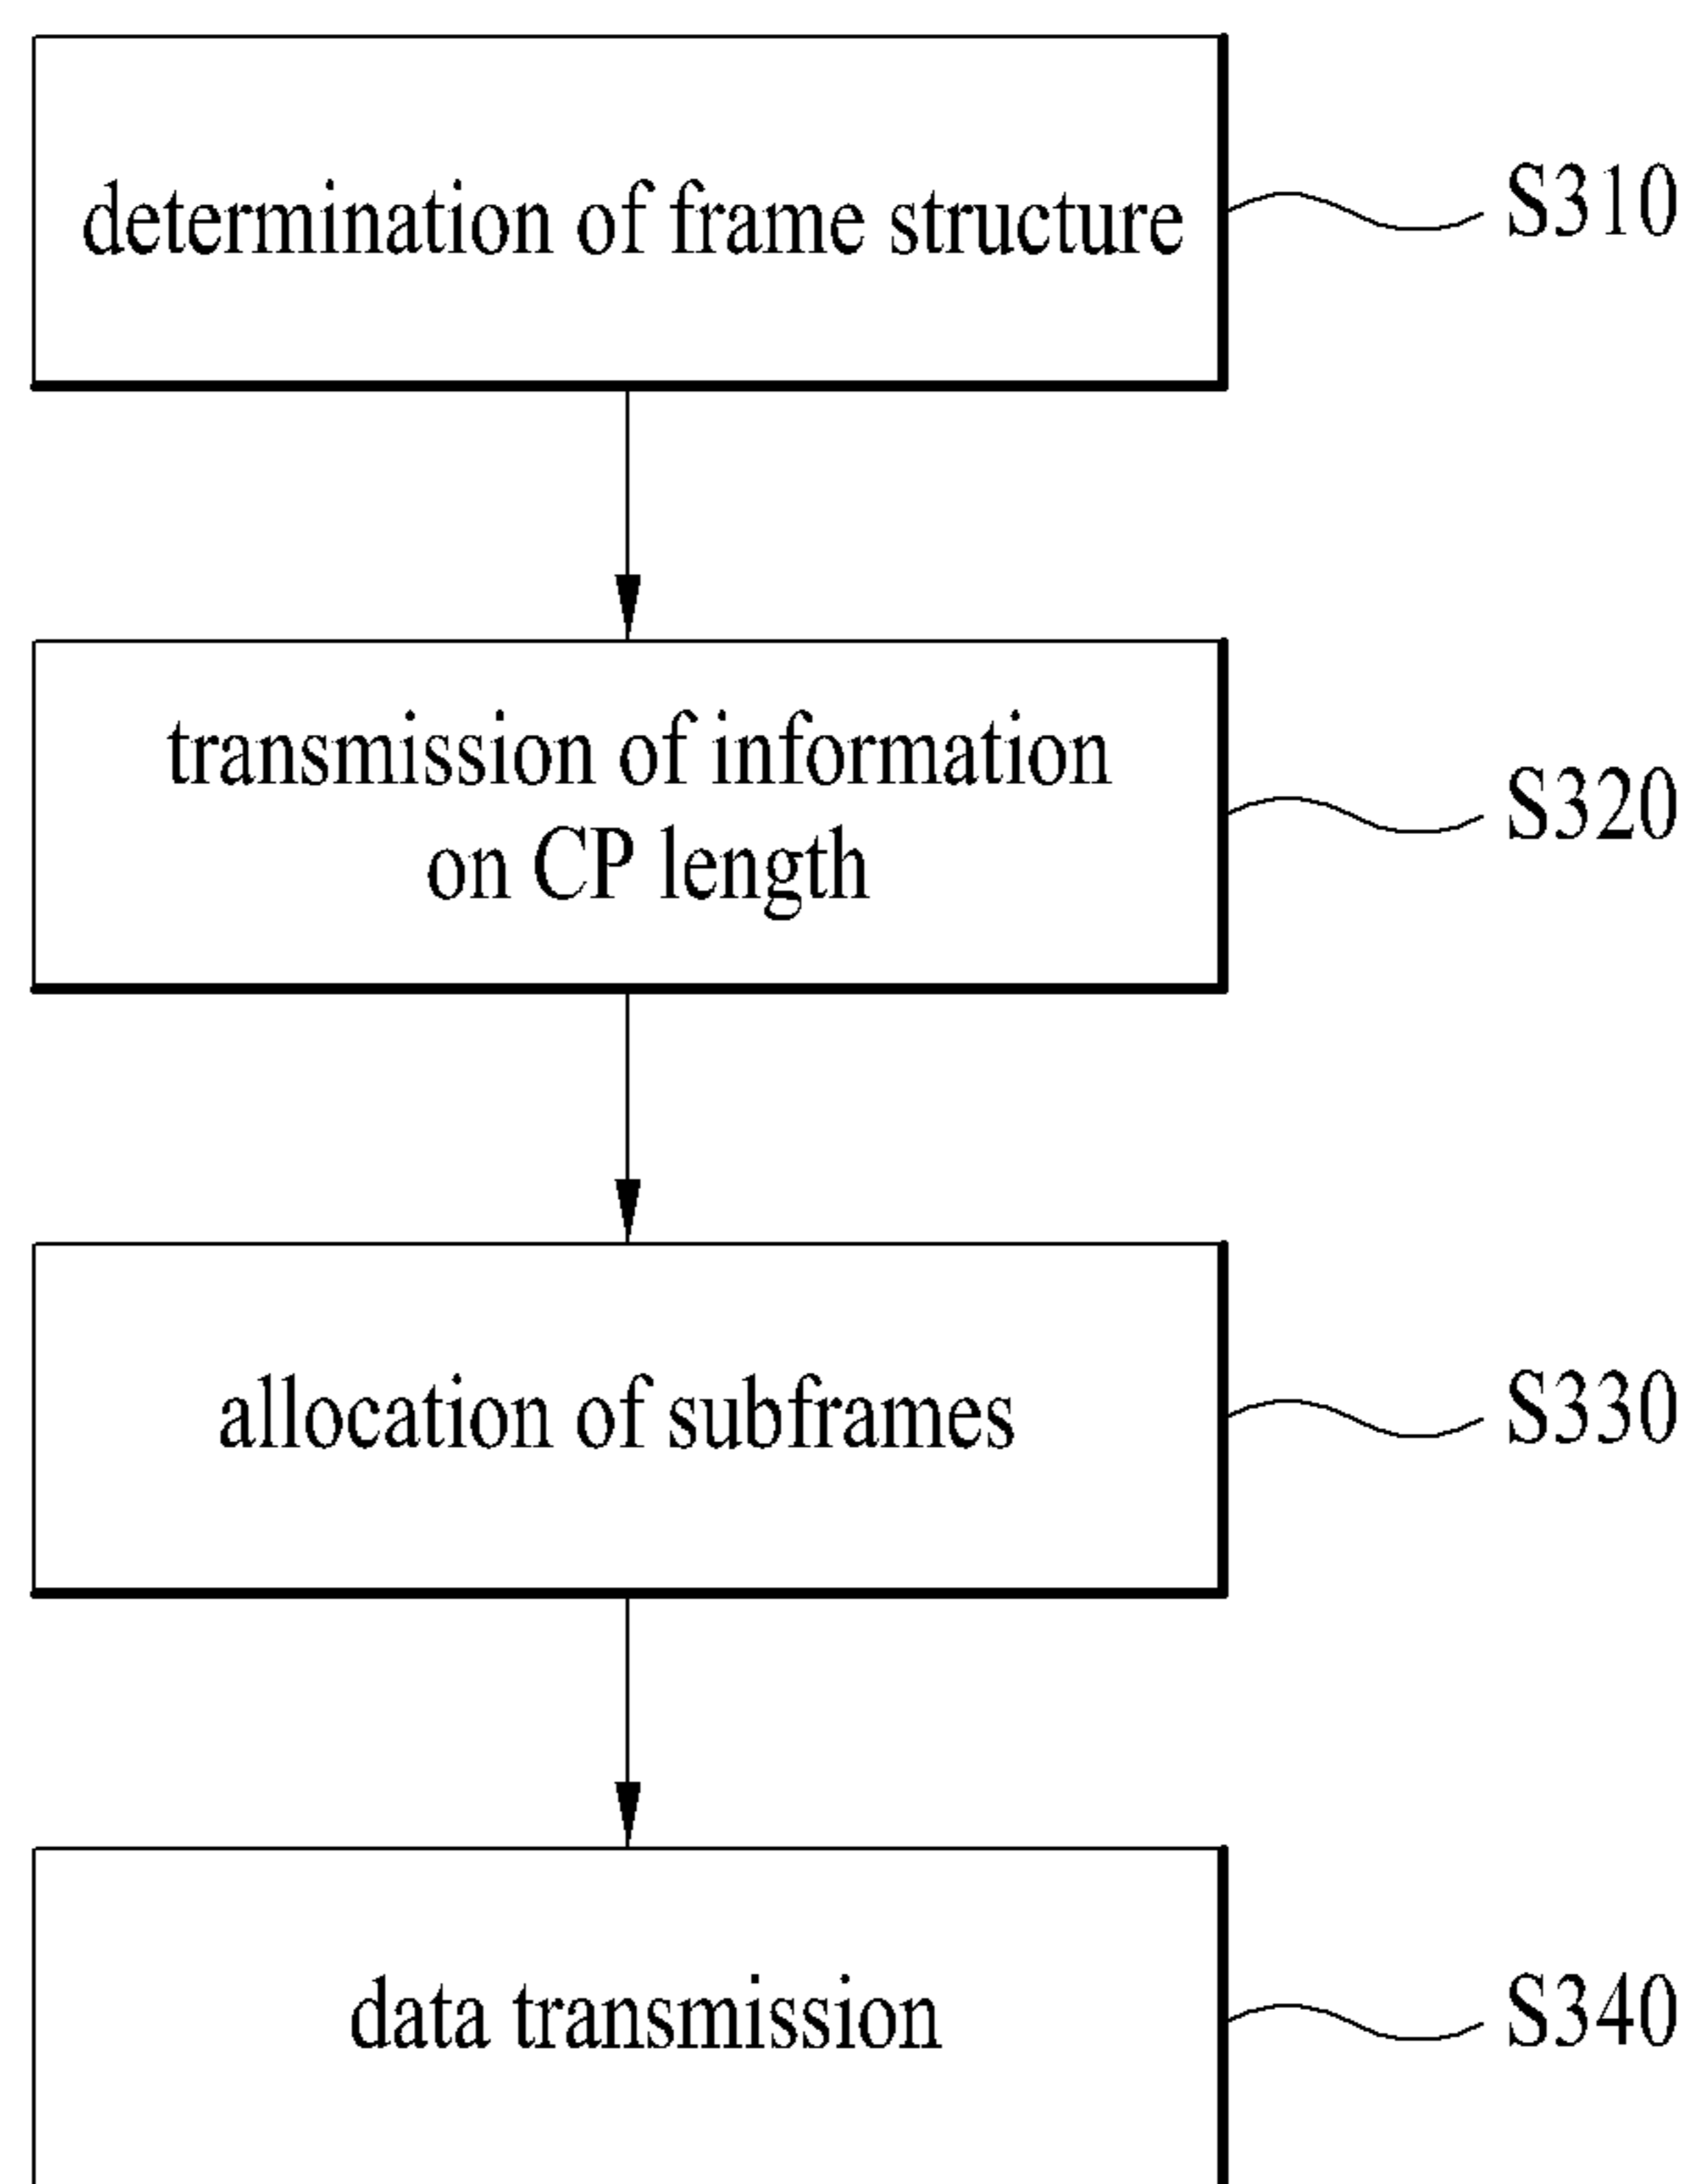 determination of frame structure
S310
transmission of information
on CP length
S320
allocation of subframes
S330
data transmission
S340